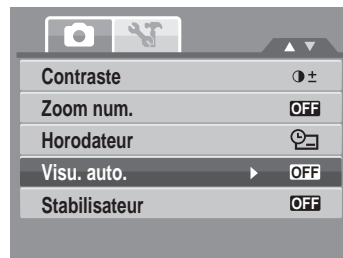 Contraste
Zoom num. OFF
Horodateur
Visu. auto. OFF
Stabilisateur OFF